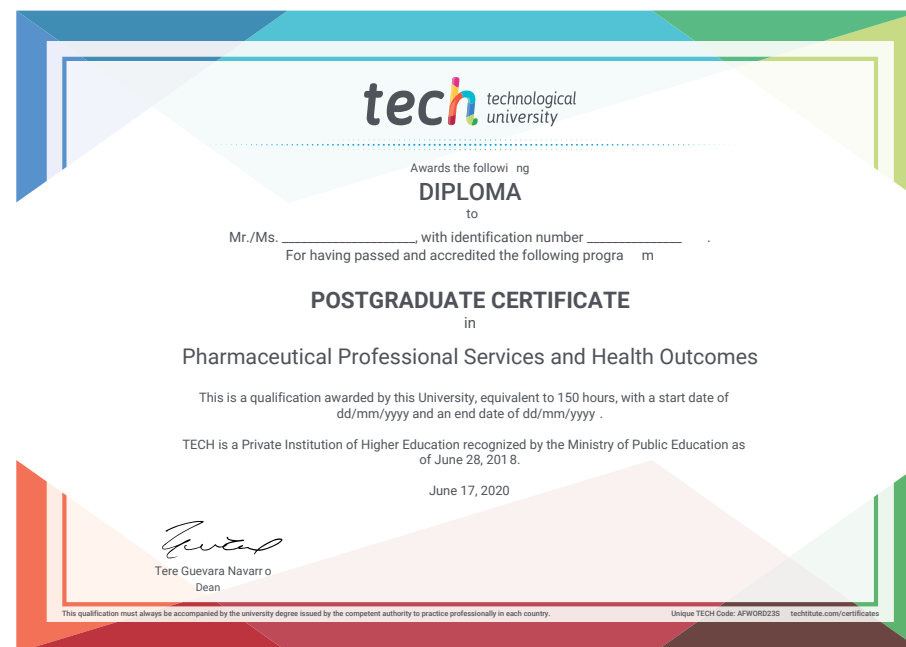 tech technological
university
Awards the followi ng
DIPLOMA
to
Mr./Ms. ____________________, with identification number ______________ .
For having passed and accredited the following progra m
POSTGRADUATE CERTIFICATE
in
Pharmaceutical Professional Services and Health Outcomes
This is a qualification awarded by this University, equivalent to 150 hours, with a start date of
dd/mm/yyyy and an end date of dd/mm/yyyy .
TECH is a Private Institution of Higher Education recognized by the Ministry of Public Education as
of June 28, 201 8.
June 17, 2020
Tere Guevara Navarr o
Dean
This qualification must always be accompanied by the university degree issued by the competent authority to practice professionally in each country. Unique TECH Code: AFWORD23S techtitute.com/certificates